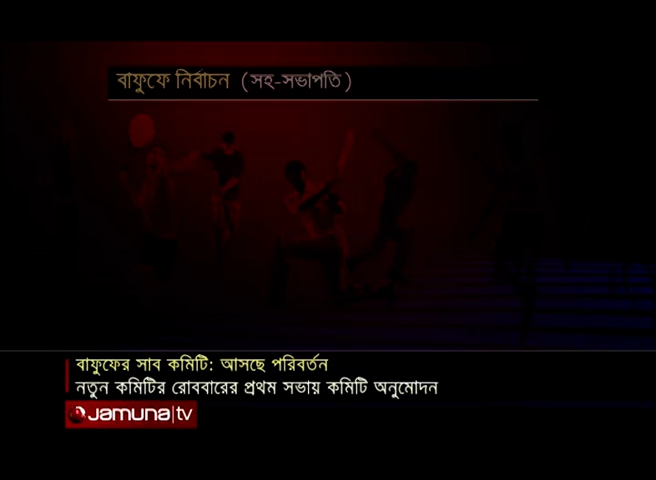 বাফুফে নির্বাচন (সহ-সভাপতি)
বাফুফের সাব কমিটি: আসছে পরিবর্তন
নতুন কমিটির রোববারের প্রথম সভায় কমিটি অনুমোদন
Jamuna|tv